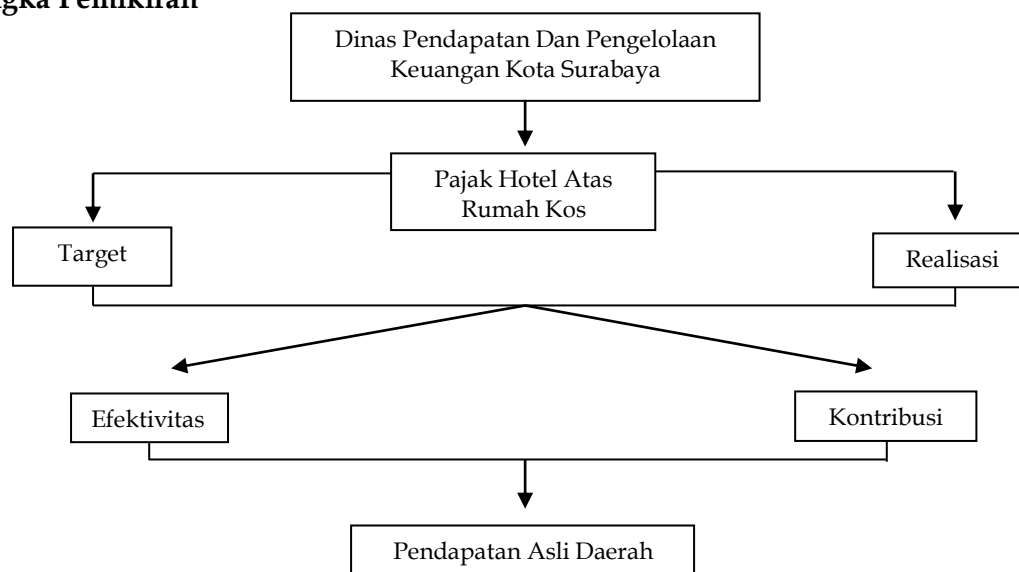 Pemikiran
Dinas Pendapatan Dan Pengelolaan
Keuangan Kota Surabaya
Pajak Hotel Atas
Rumah Kos
Target
Realisasi
Efektivitas
Kontribusi
Pendapatan Asli Daerah